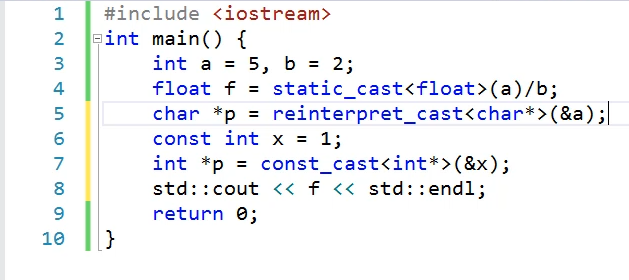 1 #include <iostream>
2 int main() {
3 int a = 5, b = 2;
4 float f = static_cast<float>(a)/b;
5 char *p = reinterpret_cast<char*>(&a);
6 const int x = 1;
7 int *p = const_cast<int*>(&x);
8 std::cout << f << std::endl;
9 return 0;
10 }